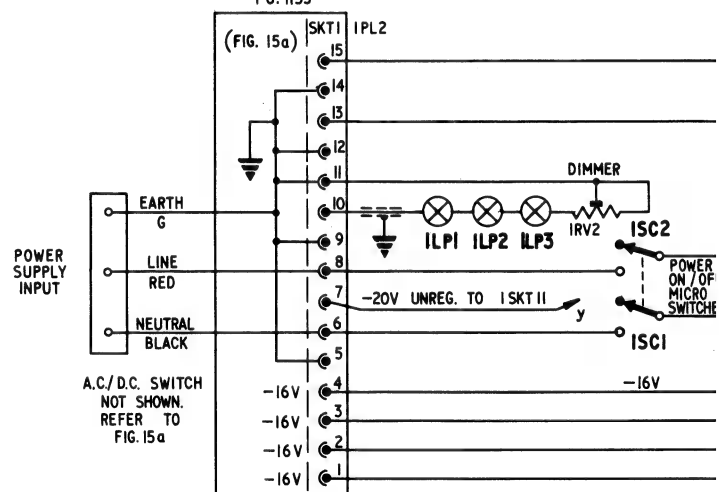 (FIG. 15a)
SKT1 1PL2
15
14
13
12
11
10
9
8
7
6
5
4
3
2
1
DIMMER
1LP1 1LP2 1LP3 1RV2
1SC2
POWER
ON/OF
MICRO
SWITCHE
1SC1
y
-20V UNREG. TO 1SKT11
POWER
SUPPLY
INPUT
EARTH
G
LINE
RED
NEUTRAL
BLACK
A.C./D.C. SWITCH
NOT SHOWN.
REFER TO
FIG. 15a
-16V
-16V
-16V
-16V
-16V